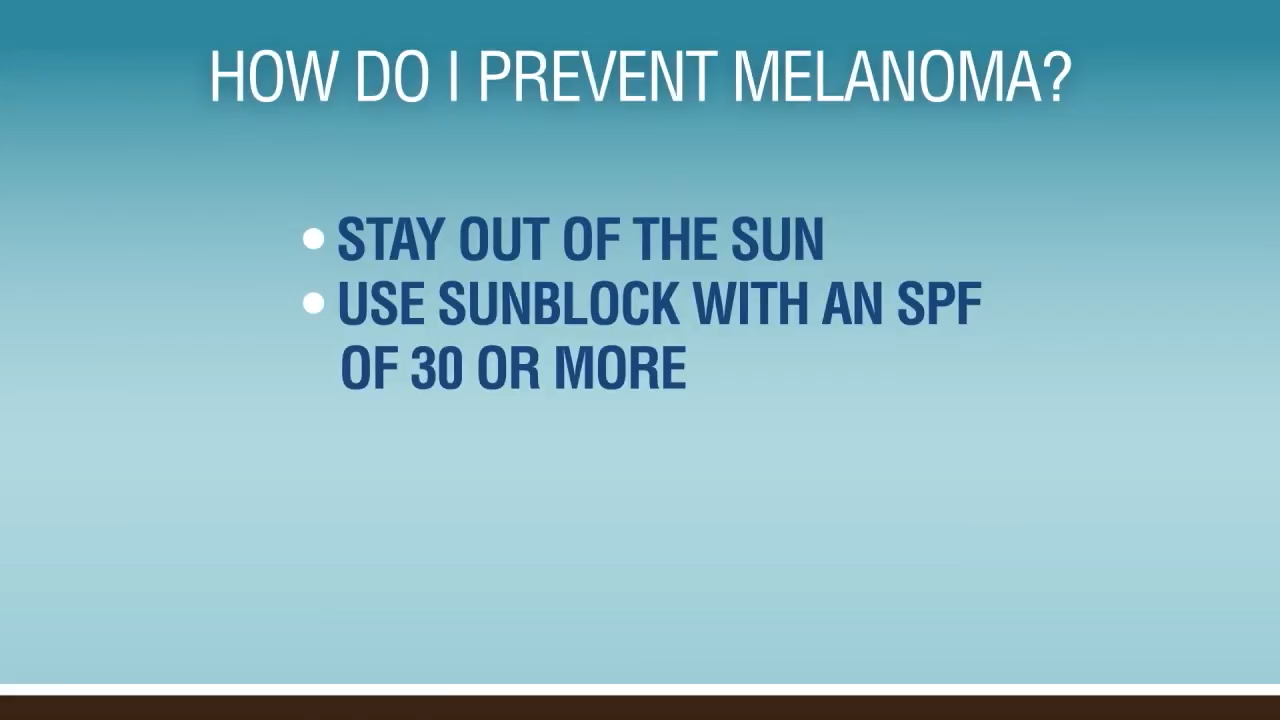 HOW DO I PREVENT MELANOMA?
• STAY OUT OF THE SUN
• USE SUNBLOCK WITH AN SPF
OF 30 OR MORE